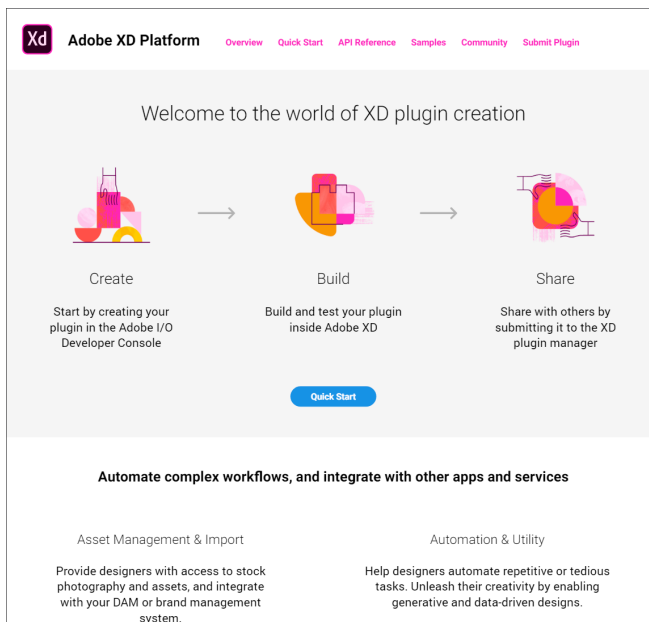 Xd
Adobe XD Platform
Overview Quick Start API Reference Samples Community Submit Plugin
Welcome to the world of XD plugin creation
Create
Start by creating your
plugin in the Adobe I/O
Developer Console
Build
Build and test your plugin
inside Adobe XD
Share
Share with others by
submitting it to the XD
plugin manager
Quick Start
Automate complex workflows, and integrate with other apps and services
Asset Management & Import
Provide designers with access to stock
photography and assets, and integrate
with your DAM or brand management
system.
Automation & Utility
Help designers automate repetitive or tedious
tasks. Unleash their creativity by enabling
generative and data-driven designs.